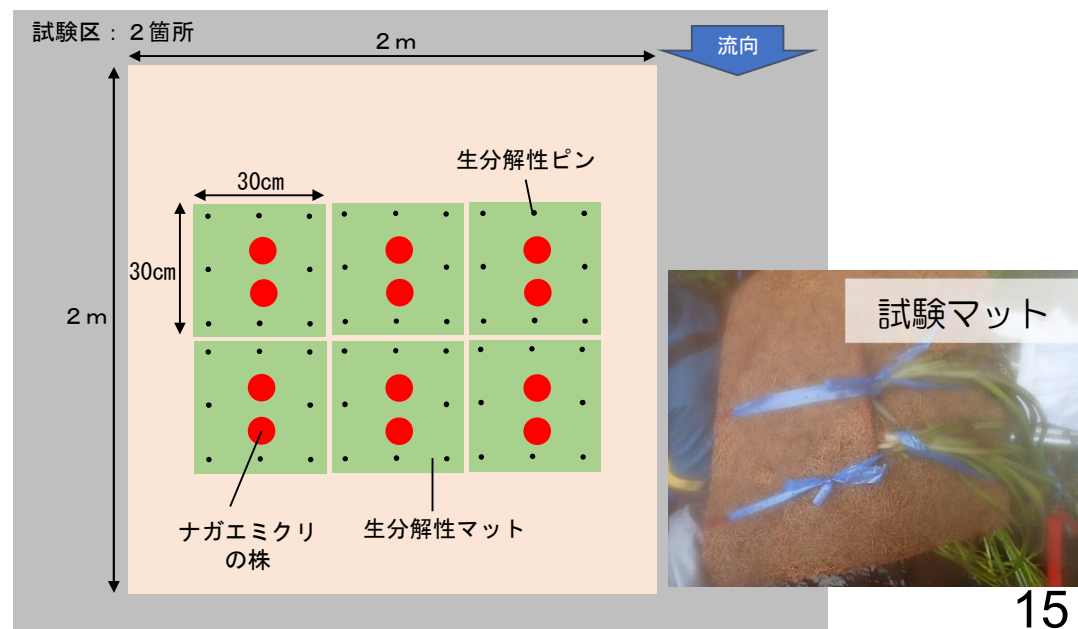 試験区：２箇所
２ｍ
流向
生分解性ピン
30cm
30cm
２ｍ
試験マット
ナガエミクリ
の株
生分解性マット
15